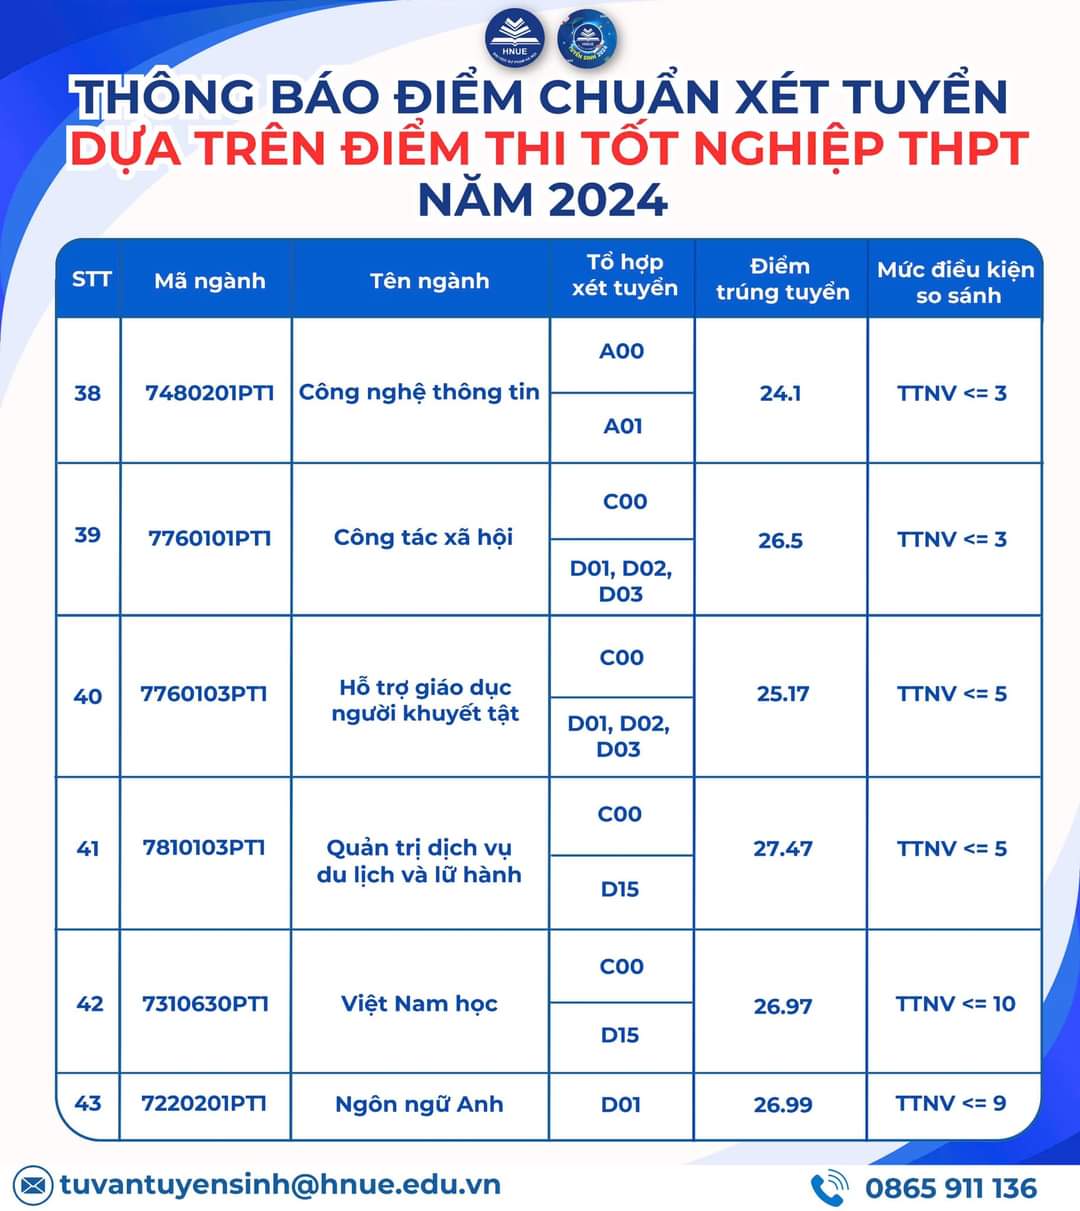 HNUE
HNUE
TUYỂN SINH 2024
THÔNG BÁO ĐIỂM CHUẨN XÉT TUYỂN
DỰA TRÊN ĐIỂM THI TỐT NGHIỆP THPT
NĂM 2024
STT
Mã ngành
Tên ngành
Tổ hợp
xét tuyển
Điểm
trúng tuyển
Mức điều kiện
so sánh
38
7480201PT1
Công nghệ thông tin
A00
A01
24.1
TTNV <= 3
39
7760101PT1
Công tác xã hội
C00
D01, D02,
D03
26.5
TTNV <= 3
40
7760103PT1
Hỗ trợ giáo dục
người khuyết tật
C00
D01, D02,
D03
25.17
TTNV <= 5
41
7810103PT1
Quản trị dịch vụ
du lịch và lữ hành
C00
D15
27.47
TTNV <= 5
42
7310630PT1
Việt Nam học
C00
D15
26.97
TTNV <= 10
43
7220201PT1
Ngôn ngữ Anh
D01
26.99
TTNV <= 9
tuvantuyensinh@hnue.edu.vn
0865 911 136